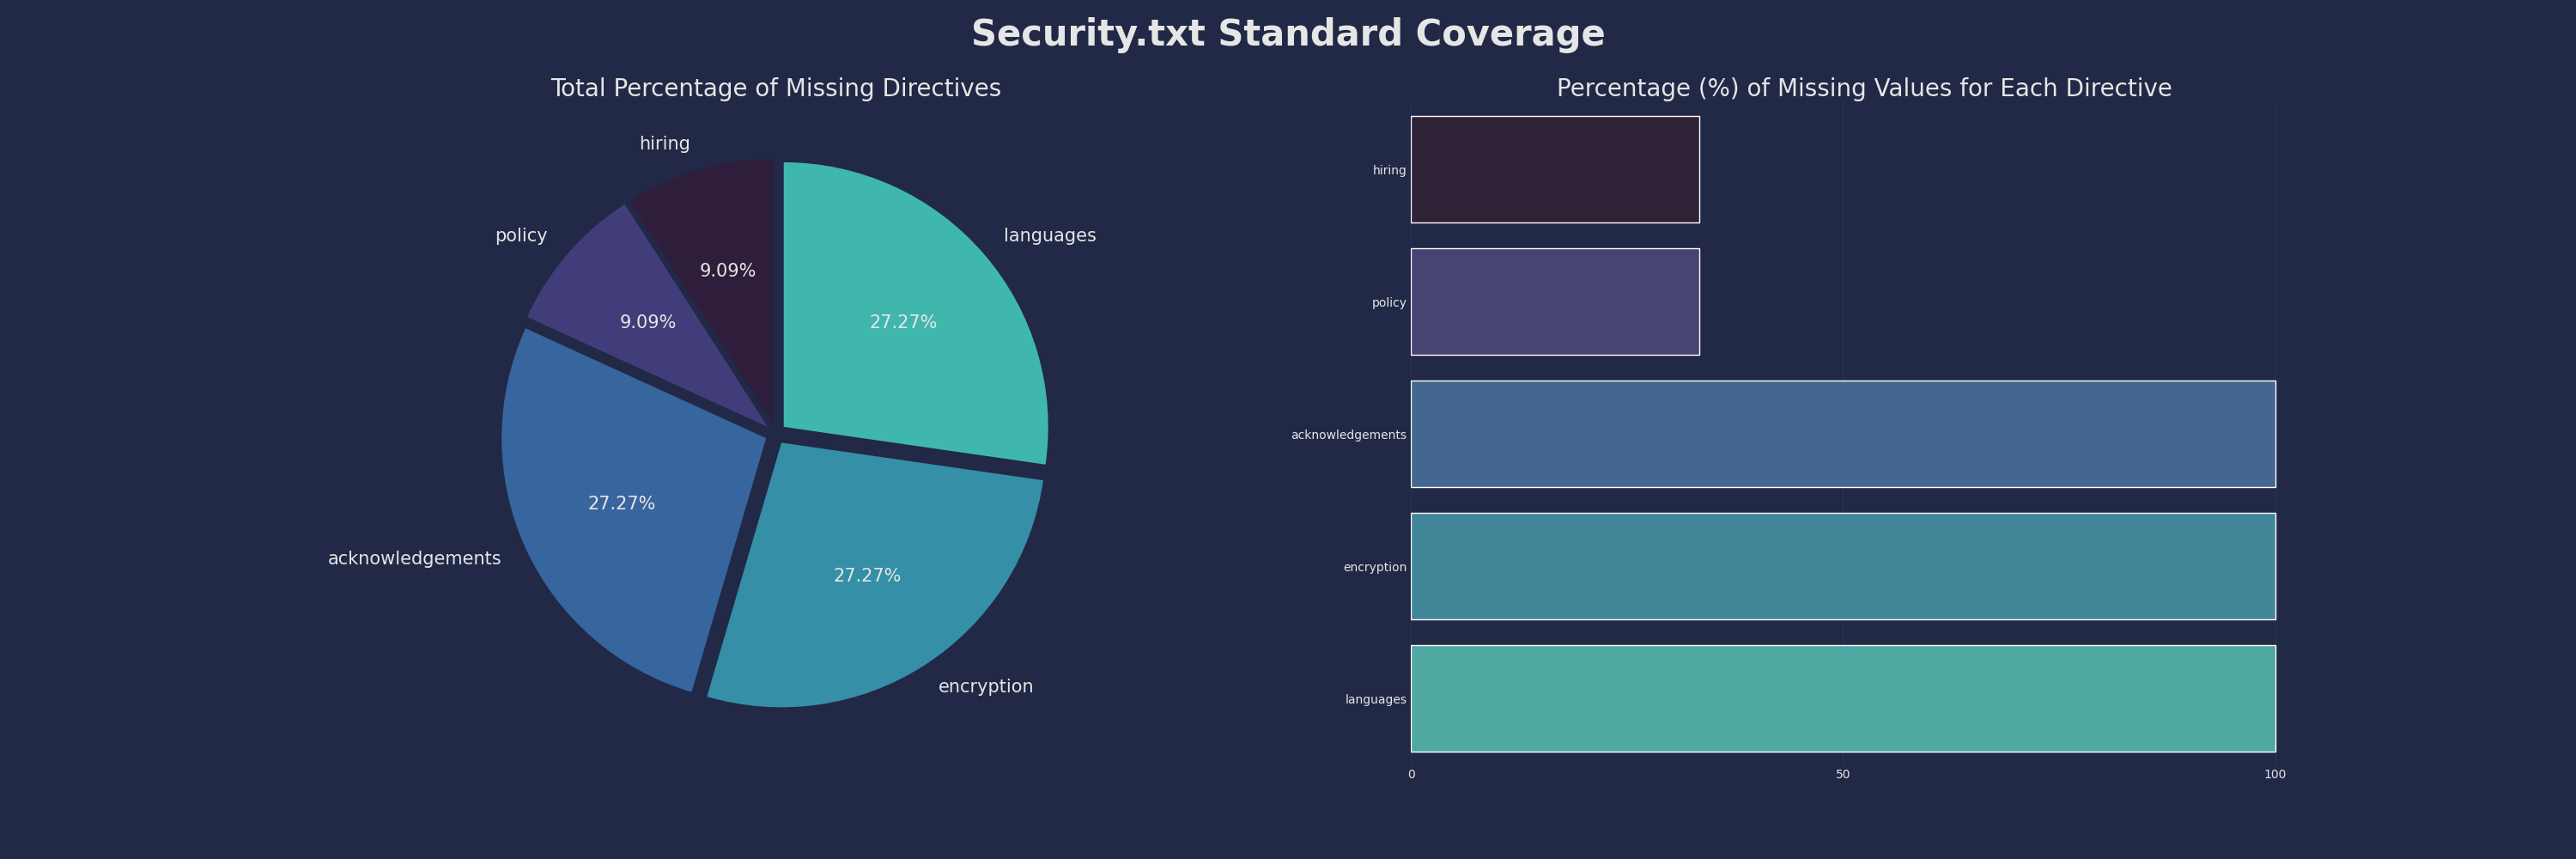 Security.txt Standard Coverage
Total Percentage of Missing Directives
hiring
policy
languages
9.09%
9.09%
27.27%
27.27%
27.27%
acknowledgements
encryption
Percentage (%) of Missing Values for Each Directive
hiring
policy
acknowledgements
encryption
languages
0
50
100